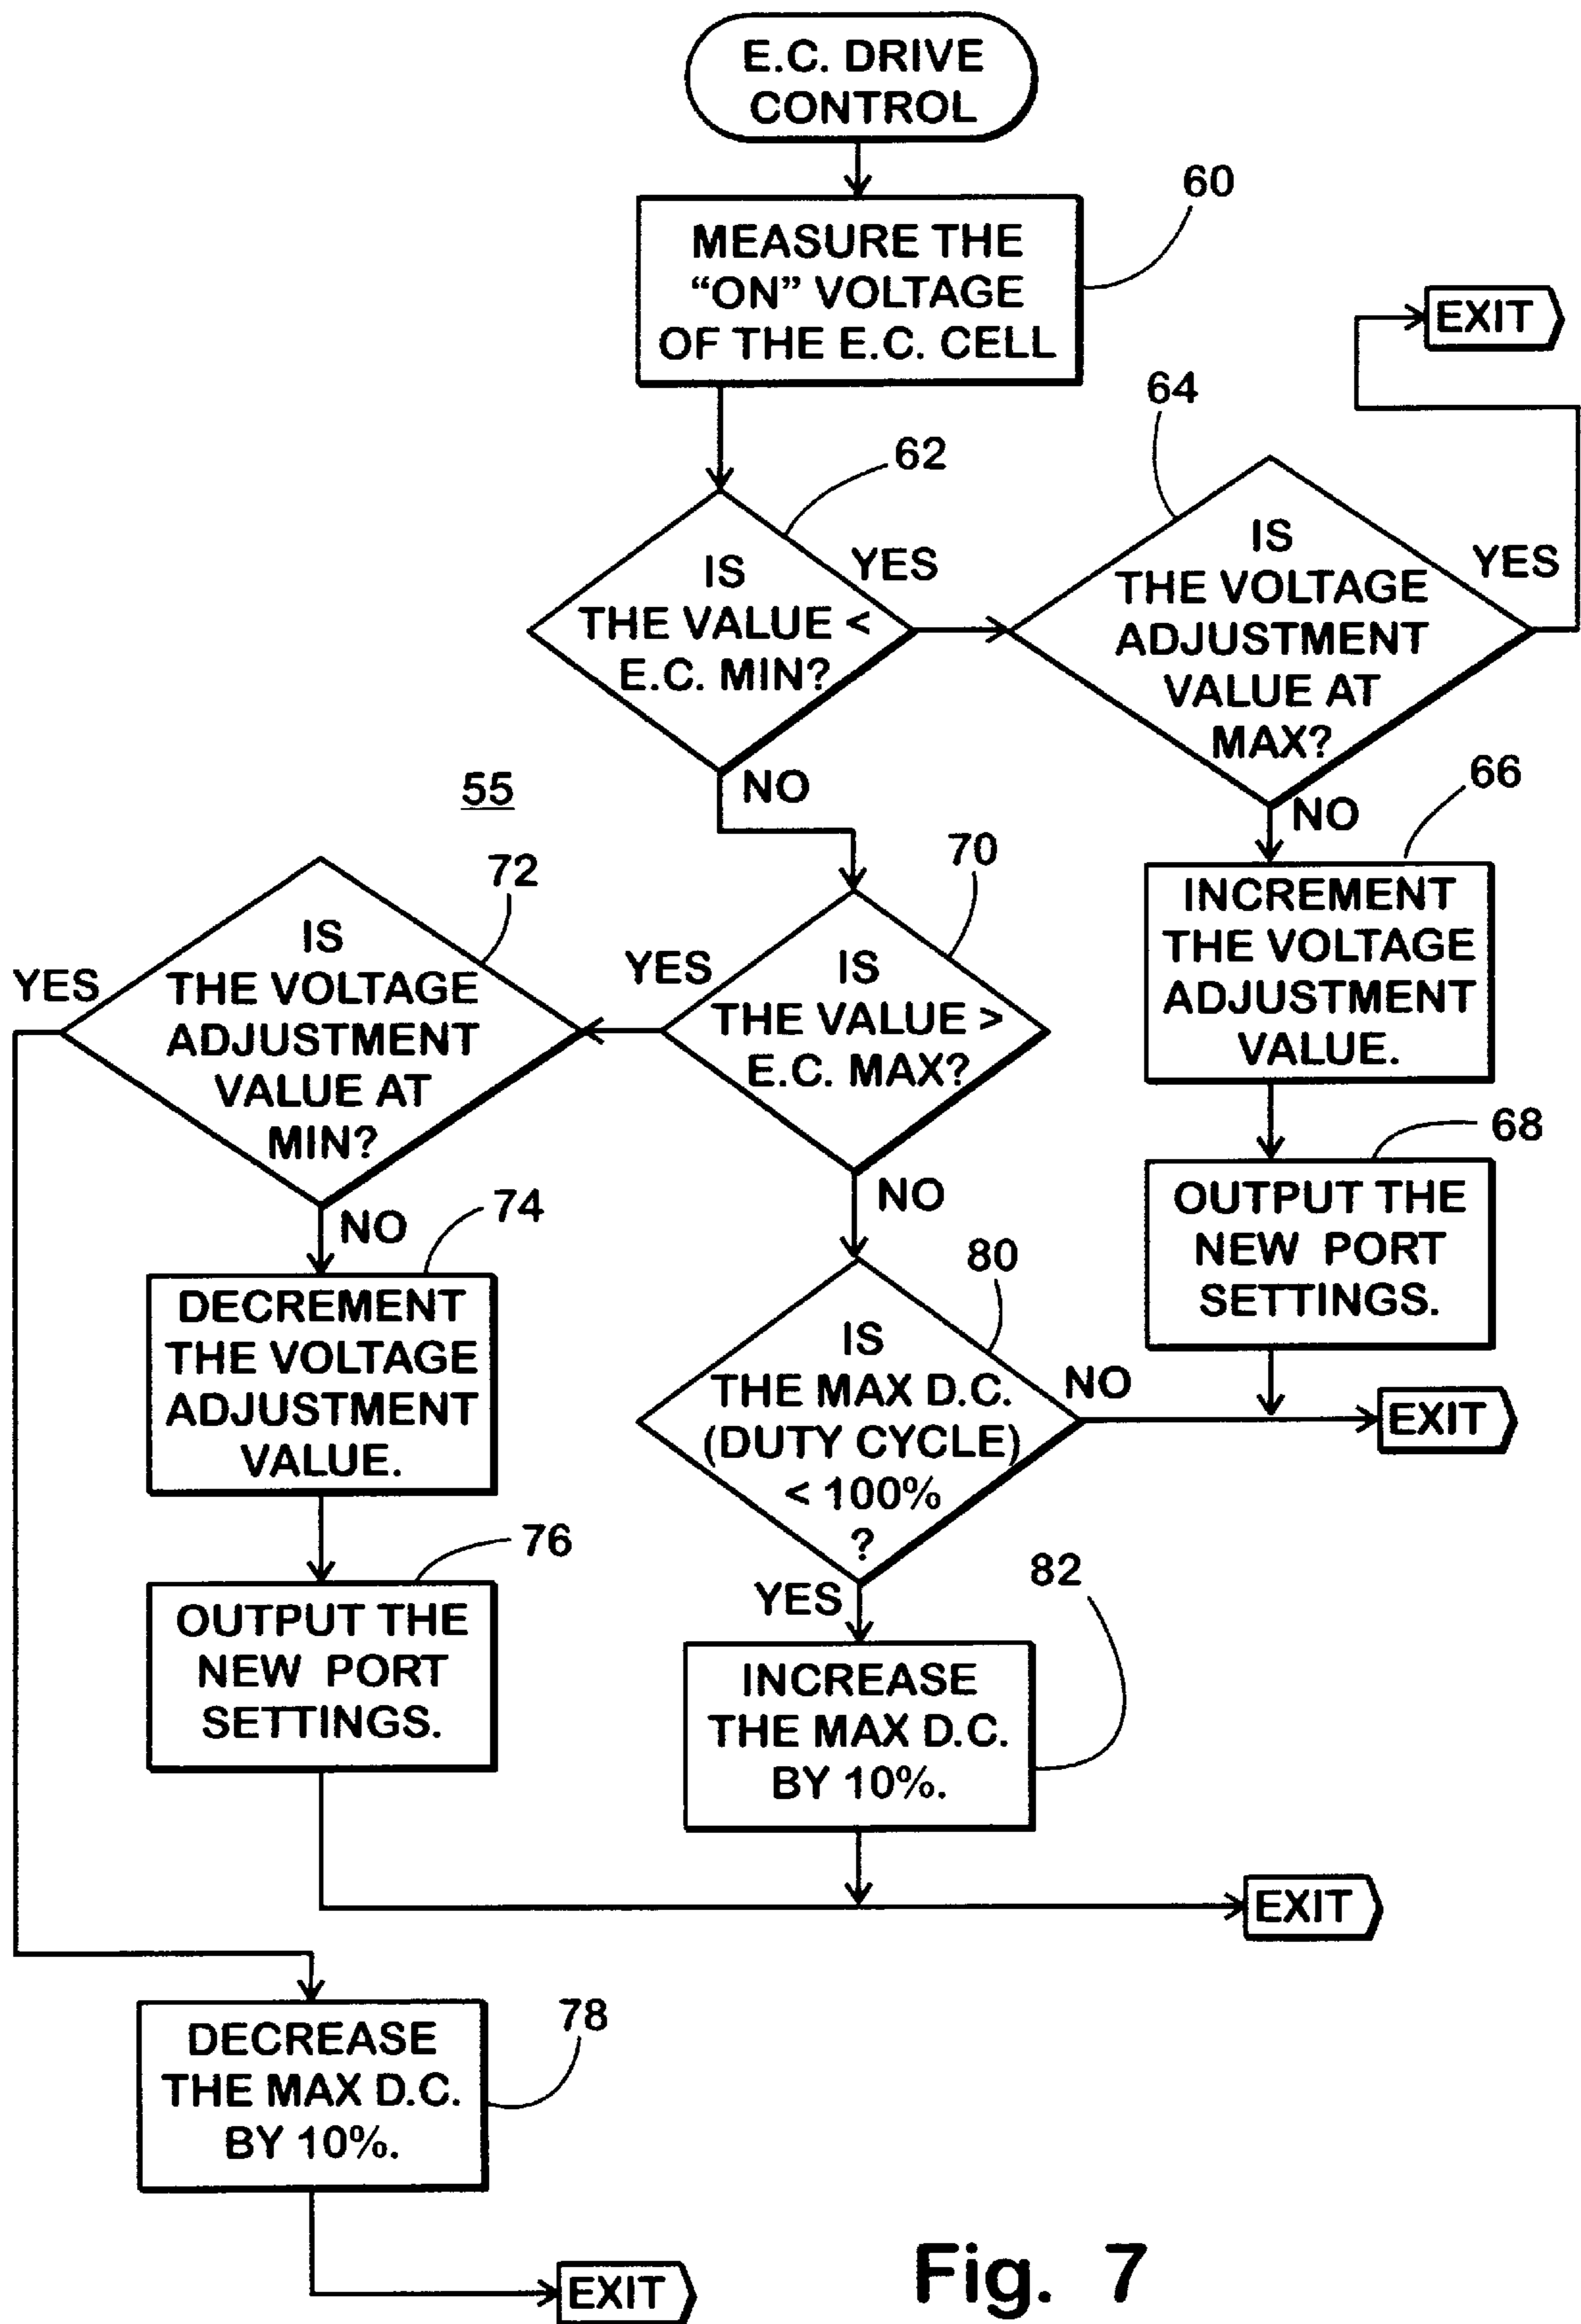 E.C. DRIVE
CONTROL
60
MEASURE THE
“ON” VOLTAGE
OF THE E.C. CELL
EXIT
62
64
IS
THE VALUE <
E.C. MIN?
YES
NO
IS
THE VOLTAGE
ADJUSTMENT
VALUE AT
MAX?
YES
NO
66
INCREMENT
THE VOLTAGE
ADJUSTMENT
VALUE.
68
OUTPUT THE
NEW PORT
SETTINGS.
55
70
IS
THE VALUE >
E.C. MAX?
YES
NO
72
IS
THE VOLTAGE
ADJUSTMENT
VALUE AT
MIN?
YES
NO
74
DECREMENT
THE VOLTAGE
ADJUSTMENT
VALUE.
76
OUTPUT THE
NEW PORT
SETTINGS.
80
IS
THE MAX D.C.
(DUTY CYCLE)
< 100%
?
NO
EXIT
YES
82
INCREASE
THE MAX D.C.
BY 10%.
EXIT
78
DECREASE
THE MAX D.C.
BY 10%.
EXIT
Fig. 7